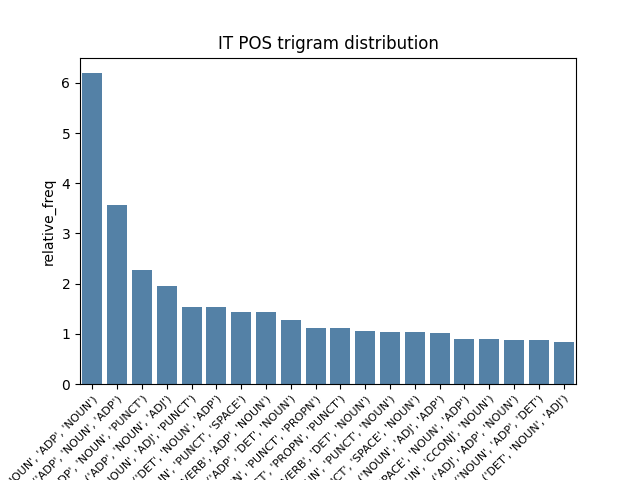 IT POS trigram distribution
relative_freq
6
5
4
3
2
1
0
'ADP', 'NOUN')
'NOUN', 'ADP')
'NOUN', 'PUNCT')
('ADP', 'NOUN', 'ADJ')
'ADJ', 'PUNCT')
('DET', 'NOUN', 'ADP')
'PUNCT', 'SPACE')
'ADP', 'NOUN')
('ADP', 'DET', 'NOUN')
'PUNCT', 'PROPN')
'PROPN', 'PUNCT')
'DET', 'NOUN')
'PUNCT', 'NOUN')
'SPACE', 'NOUN')
('NOUN', 'ADJ', 'ADP')
'NOUN', 'ADP')
'CCONJ', 'NOUN')
('ADJ', 'ADP', 'NOUN')
'ADP', 'DET')
('DET', 'NOUN', 'ADJ')